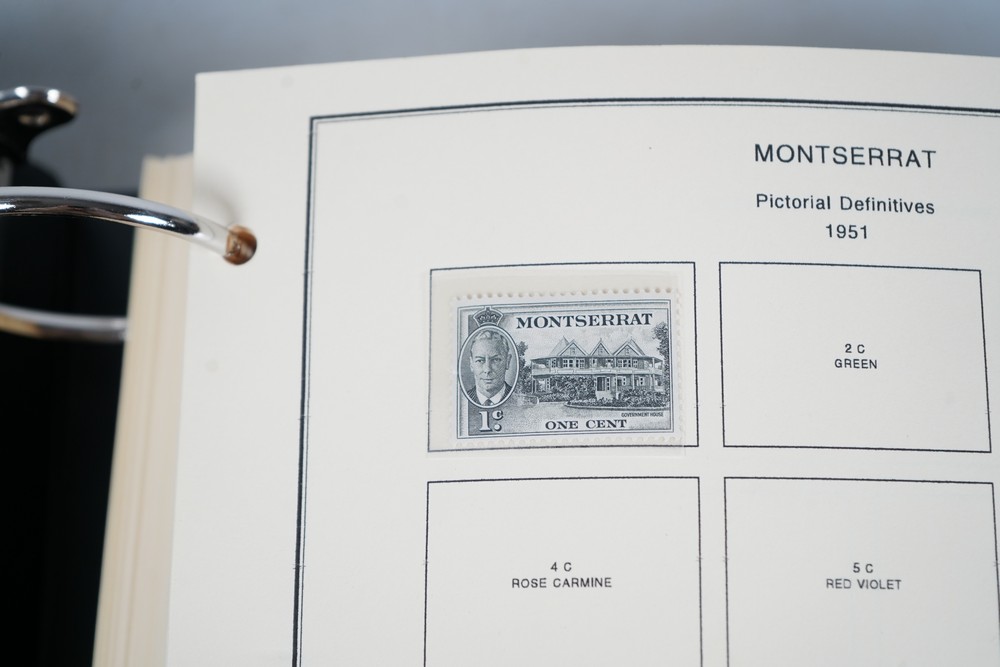 MONTSERRAT
Pictorial Definitives
1951
MONTSERRAT
1c
GOVERNMENT HOUSE
ONE CENT
2 C
GREEN
4 C
ROSE CARMINE
5 C
RED VIOLET